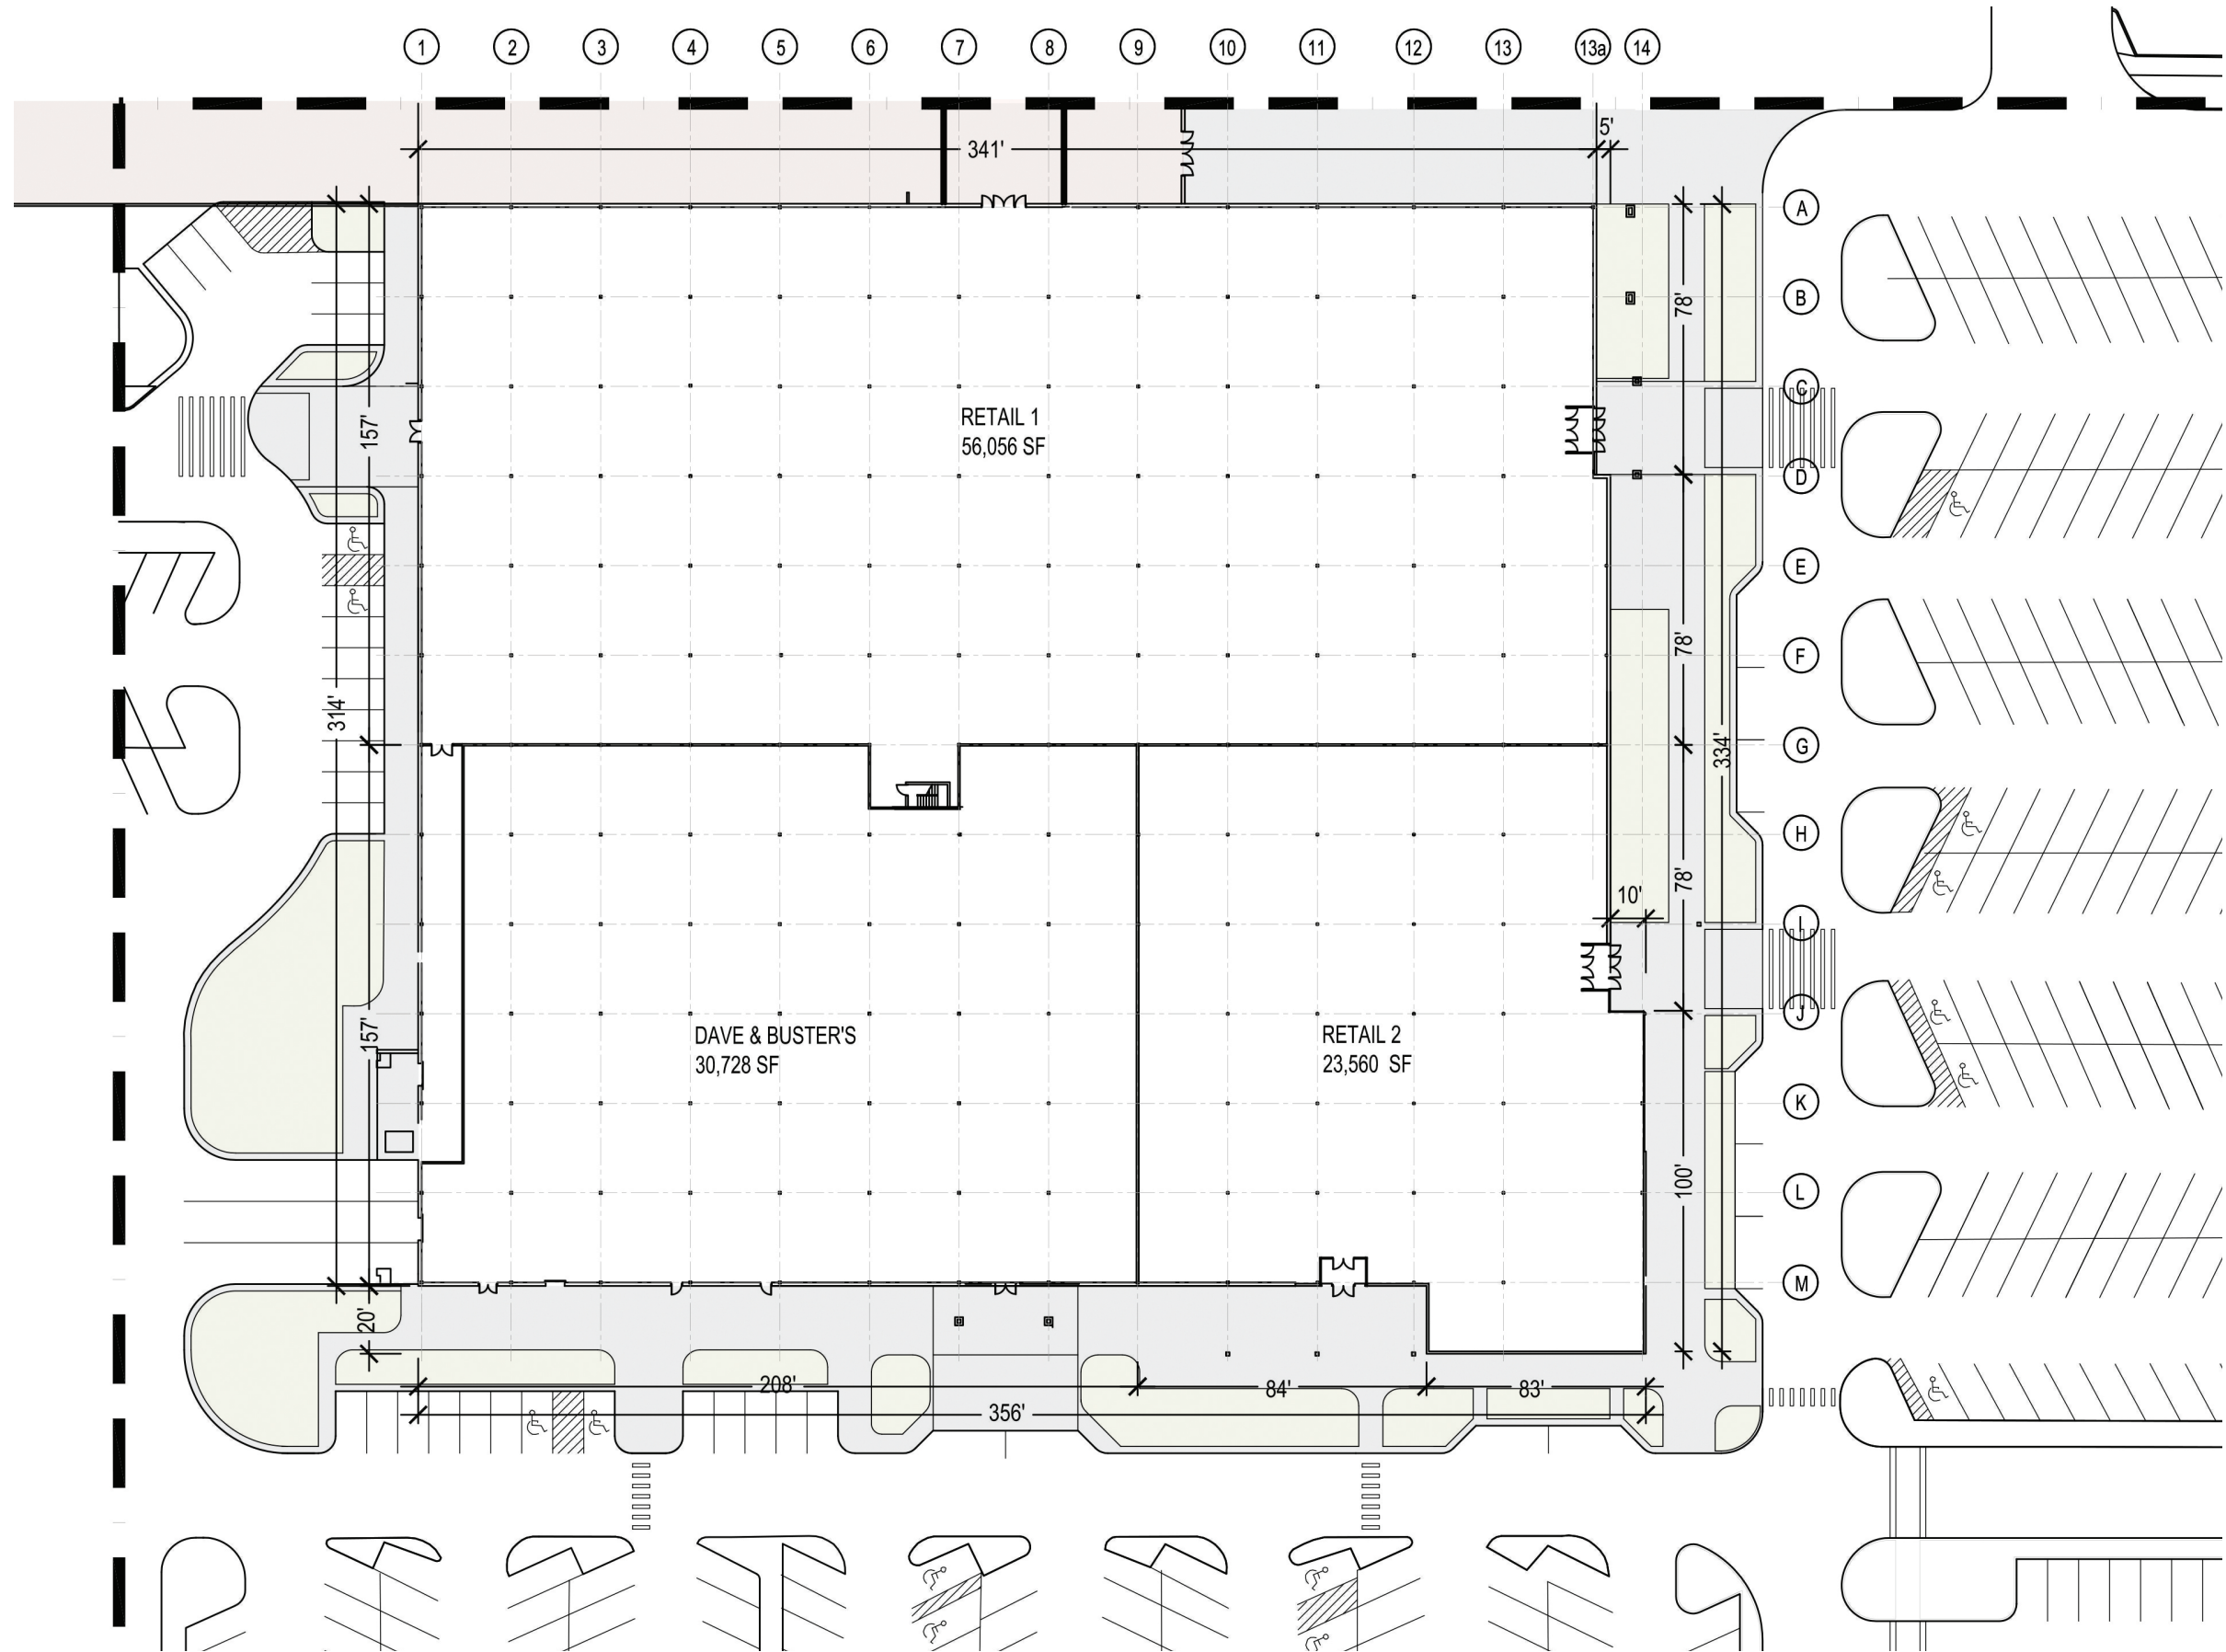 1 2 3 4 5 6 7 8 9 10 11 12 13 13a 14
5'
341'
A
B
78'
C
157'
RETAIL 1
56,056 SF
D
E
78'
F
314'
334'
G
H
78'
10'
I
157'
DAVE & BUSTER'S
30,728 SF
RETAIL 2
23,560 SF
J
K
100'
L
M
20'
208'
84'
83'
356'